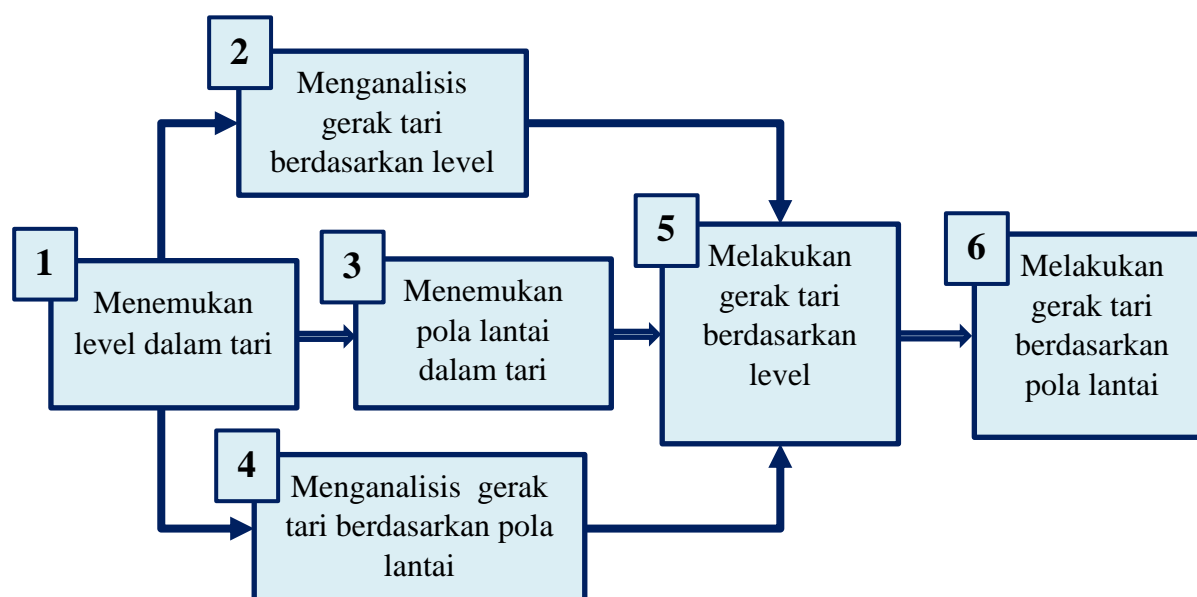 1
Menemukan
level dalam tari
2
Menganalisis
gerak tari
berdasarkan level
3
Menemukan
pola lantai
dalam tari
4
Menganalisis  gerak
tari berdasarkan pola
lantai
5
Melakukan
gerak tari
berdasarkan
level
6
Melakukan
gerak tari
berdasarkan
pola lantai